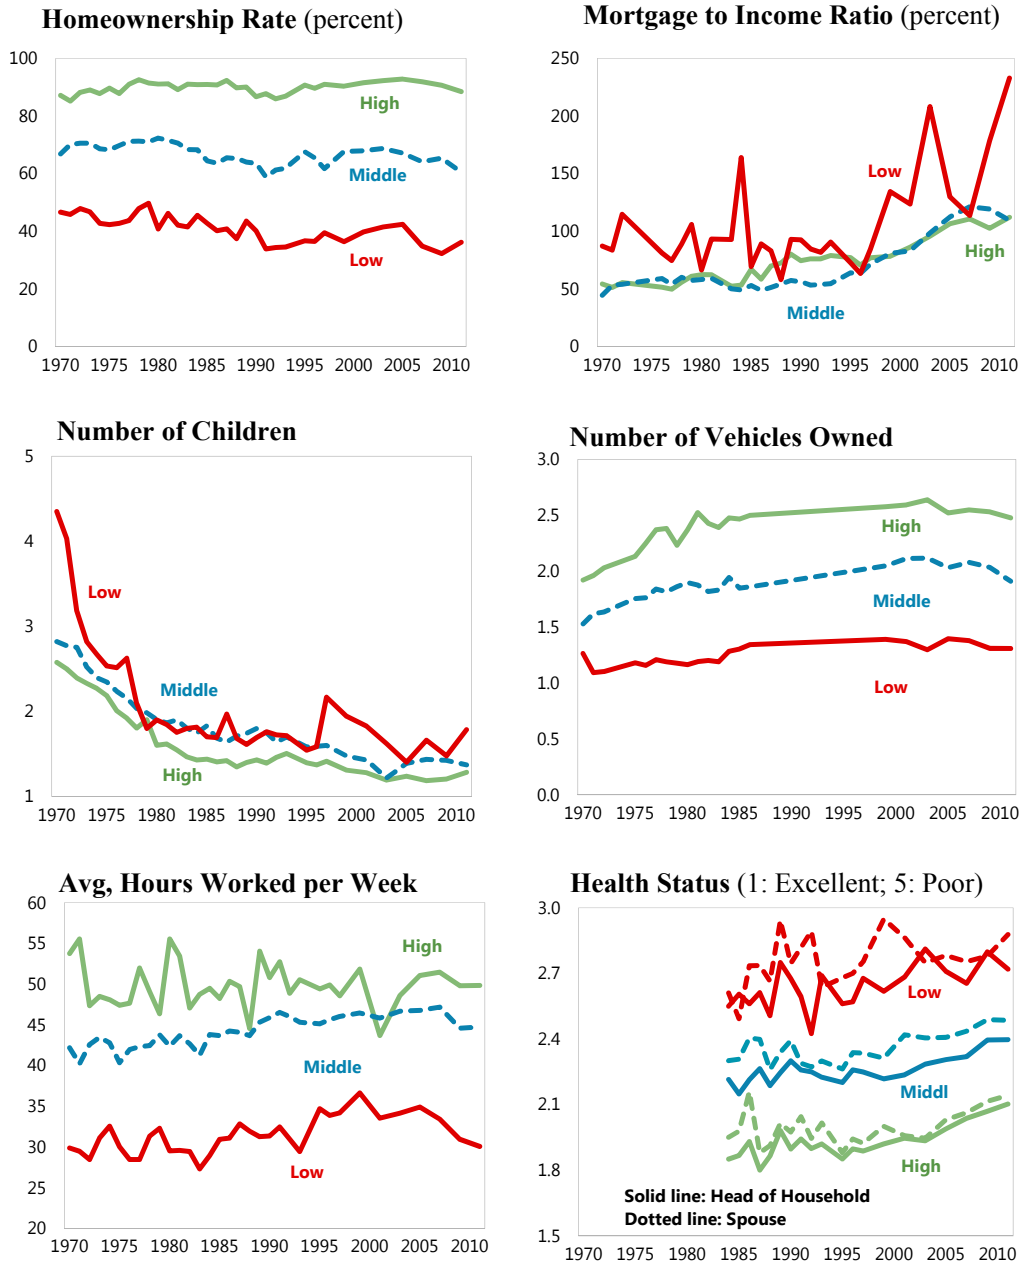 Homeownership Rate (percent)
100
80
60
40
20
0
High
Middle
Low
1970 1975 1980 1985 1990 1995 2000 2005 2010
Mortgage to Income Ratio (percent)
250
200
150
100
50
0
Low
High
Middle
1970 1975 1980 1985 1990 1995 2000 2005 2010
Number of Children
5
4
3
2
1
Low
Middle
High
1970 1975 1980 1985 1990 1995 2000 2005 2010
Number of Vehicles Owned
3.0
2.5
2.0
1.5
1.0
0.5
0.0
High
Middle
Low
1970 1975 1980 1985 1990 1995 2000 2005 2010
Avg, Hours Worked per Week
60
55
50
45
40
35
30
25
20
High
Middle
Low
1970 1975 1980 1985 1990 1995 2000 2005 2010
Health Status (1: Excellent; 5: Poor)
3.0
2.7
2.4
2.1
1.8
1.5
Low
Middl
High
Solid line: Head of Household
Dotted line: Spouse
1970 1975 1980 1985 1990 1995 2000 2005 2010